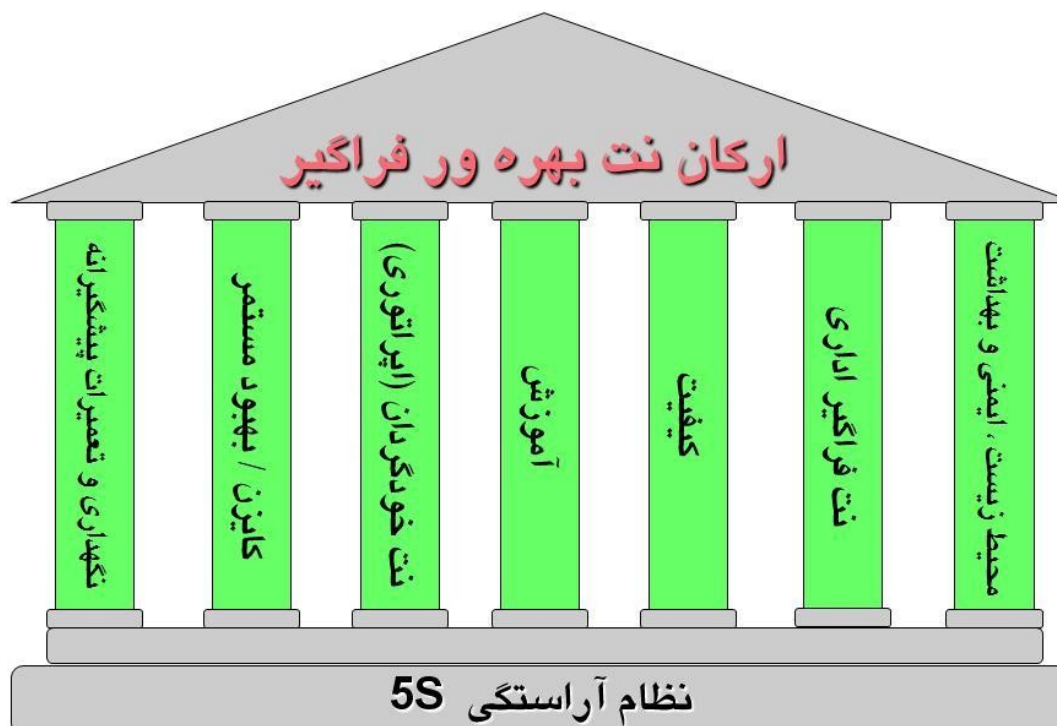 ارکان نت بهره ور فراگیر
محیط زیست ، ایمنی و بهداشت
نت فراگیر اداری
کیفیت
آموزش
نت خودگردان (اپراتوری)
کایزن / بهبود مستمر
نگهداری و تعمیرات پیشگیرانه
نظام آراستگی 5S